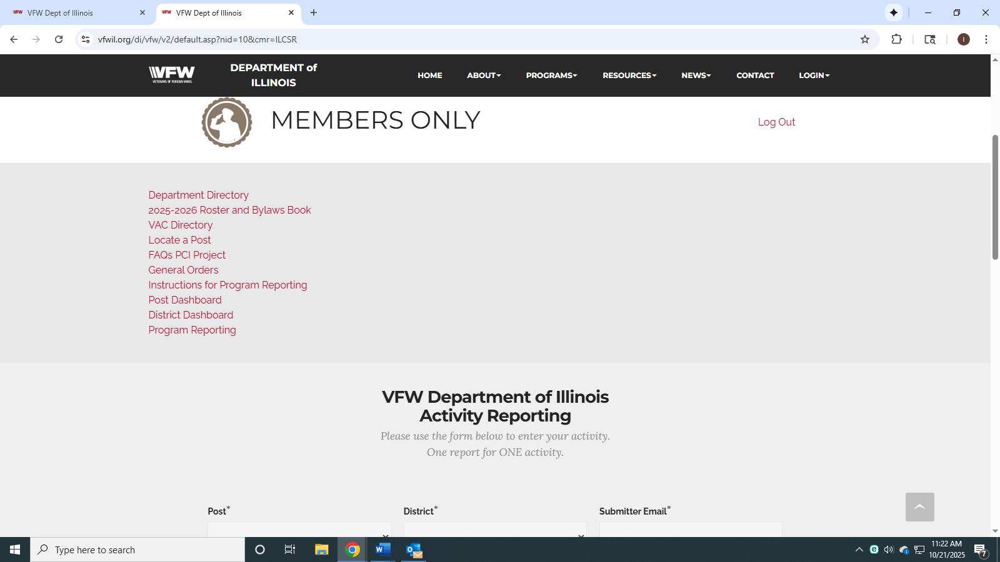 VFW Dept of Illinois
VFW Dept of Illinois
vfwil.org/di/vfw/v2/default.asp?nid=10&cmr=ILCSR
VFW
VETERANS OF FOREIGN WARS.
DEPARTMENT of
ILLINOIS
HOME ABOUT PROGRAMS RESOURCES NEWS CONTACT LOGIN
MEMBERS ONLY
Log Out
Department Directory
2025-2026 Roster and Bylaws Book
VAC Directory
Locate a Post
FAQs PCI Project
General Orders
Instructions for Program Reporting
Post Dashboard
District Dashboard
Program Reporting
VFW Department of Illinois
Activity Reporting
Please use the form below to enter your activity.
One report for ONE activity.
Post* District* Submitter Email*
Type here to search
11:22 AM
10/21/2025
7